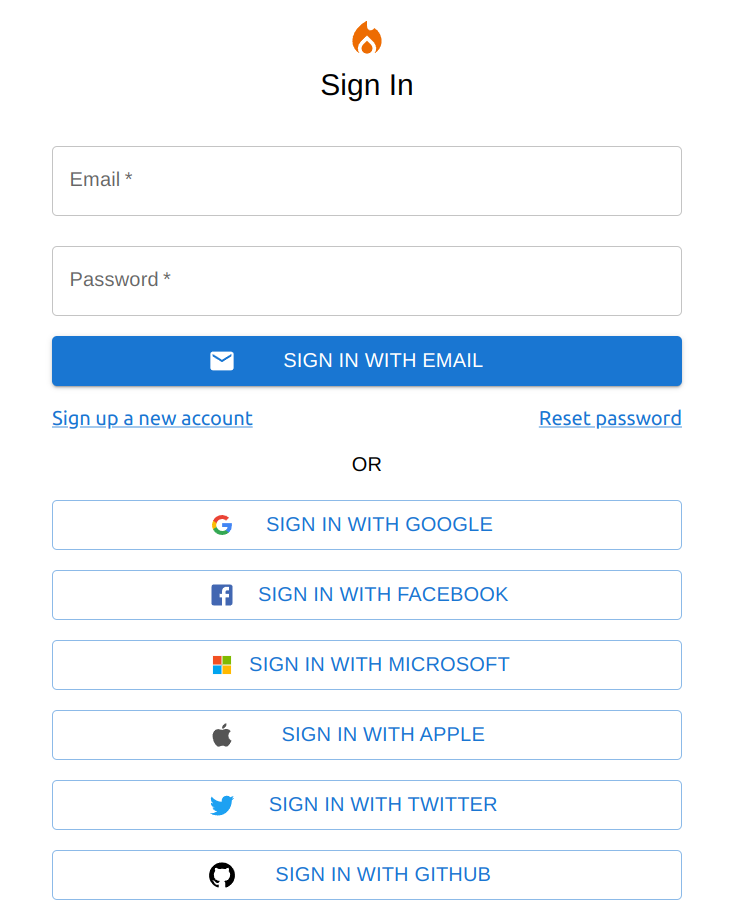 Sign In
Email *
Password *
SIGN IN WITH EMAIL
Sign up a new account Reset password
OR
SIGN IN WITH GOOGLE
SIGN IN WITH FACEBOOK
SIGN IN WITH MICROSOFT
SIGN IN WITH APPLE
SIGN IN WITH TWITTER
SIGN IN WITH GITHUB